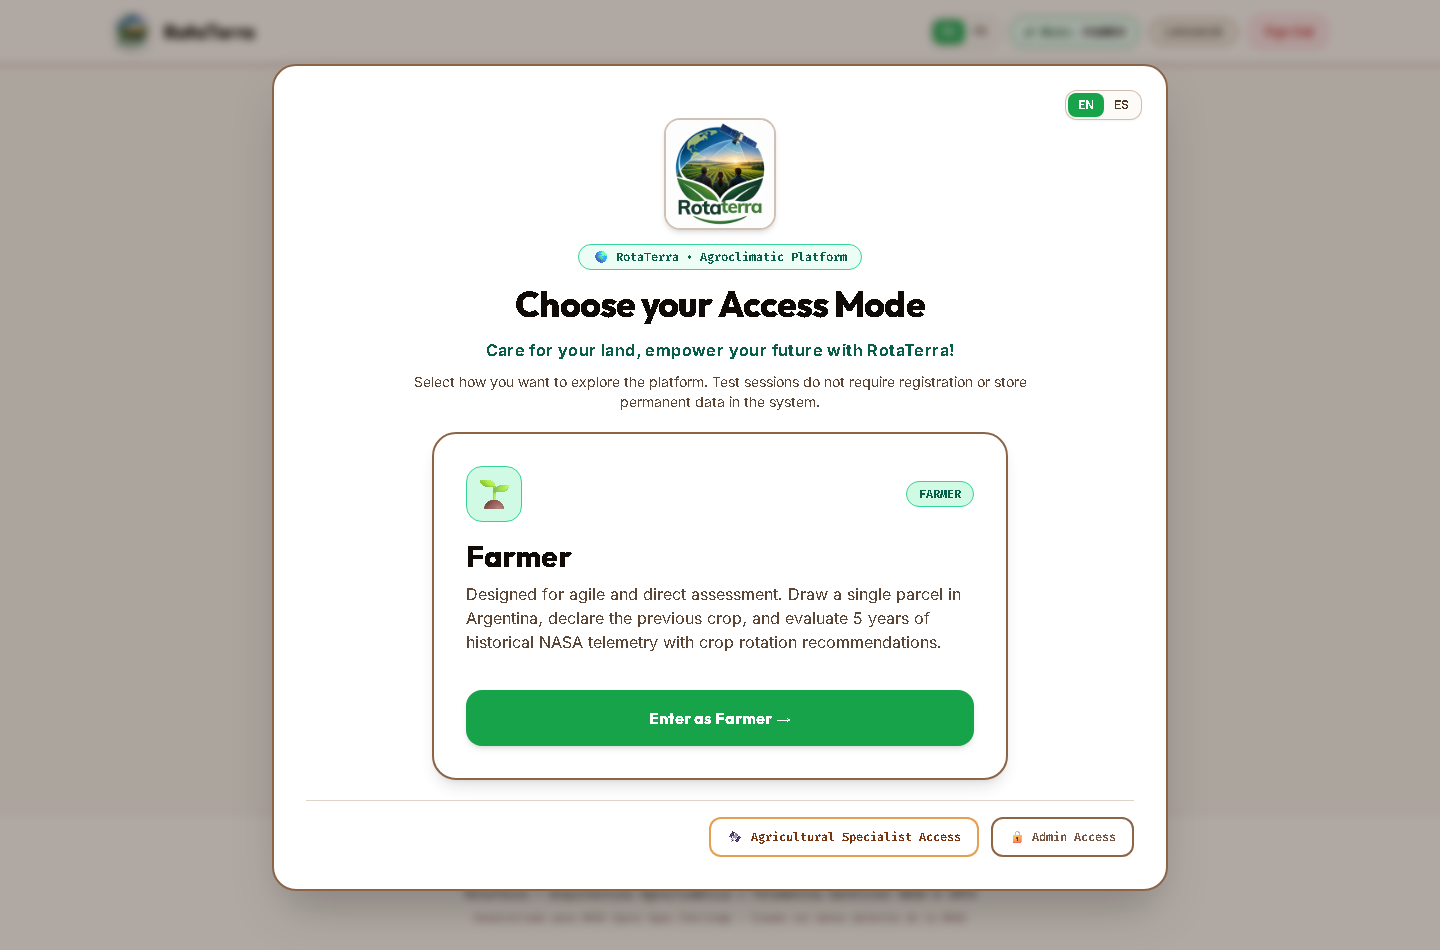 RotaTerra
EN ES
Rotaterra
RotaTerra • Agroclimatic Platform
Choose your Access Mode
Care for your land, empower your future with RotaTerra!
Select how you want to explore the platform. Test sessions do not require registration or store
permanent data in the system.
FARMER
Farmer
Designed for agile and direct assessment. Draw a single parcel in
Argentina, declare the previous crop, and evaluate 5 years of
historical NASA telemetry with crop rotation recommendations.
Enter as Farmer →
Agricultural Specialist Access
Admin Access